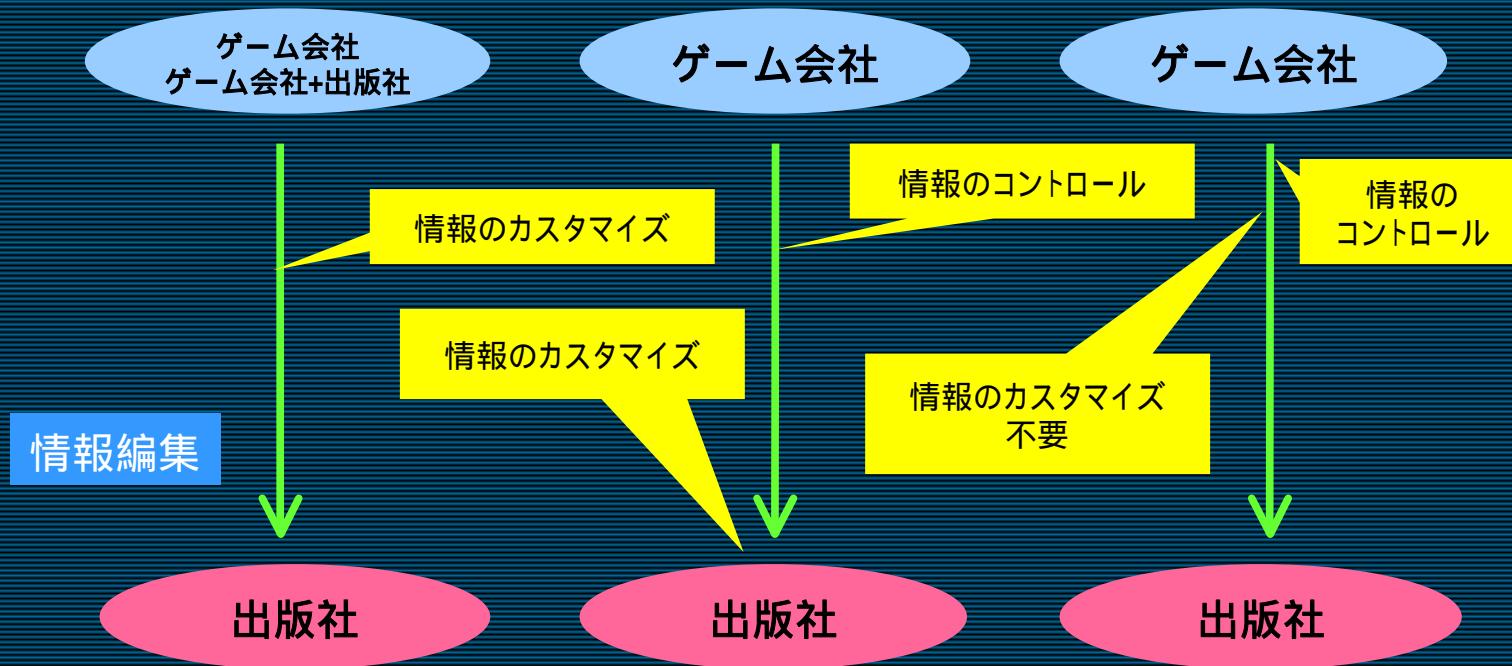 ゲーム会社
ゲーム会社+出版社
ゲーム会社
ゲーム会社
情報のカスタマイズ
情報のコントロール
情報の
コントロール
情報のカスタマイズ
情報のカスタマイズ
不要
情報編集
出版社
出版社
出版社